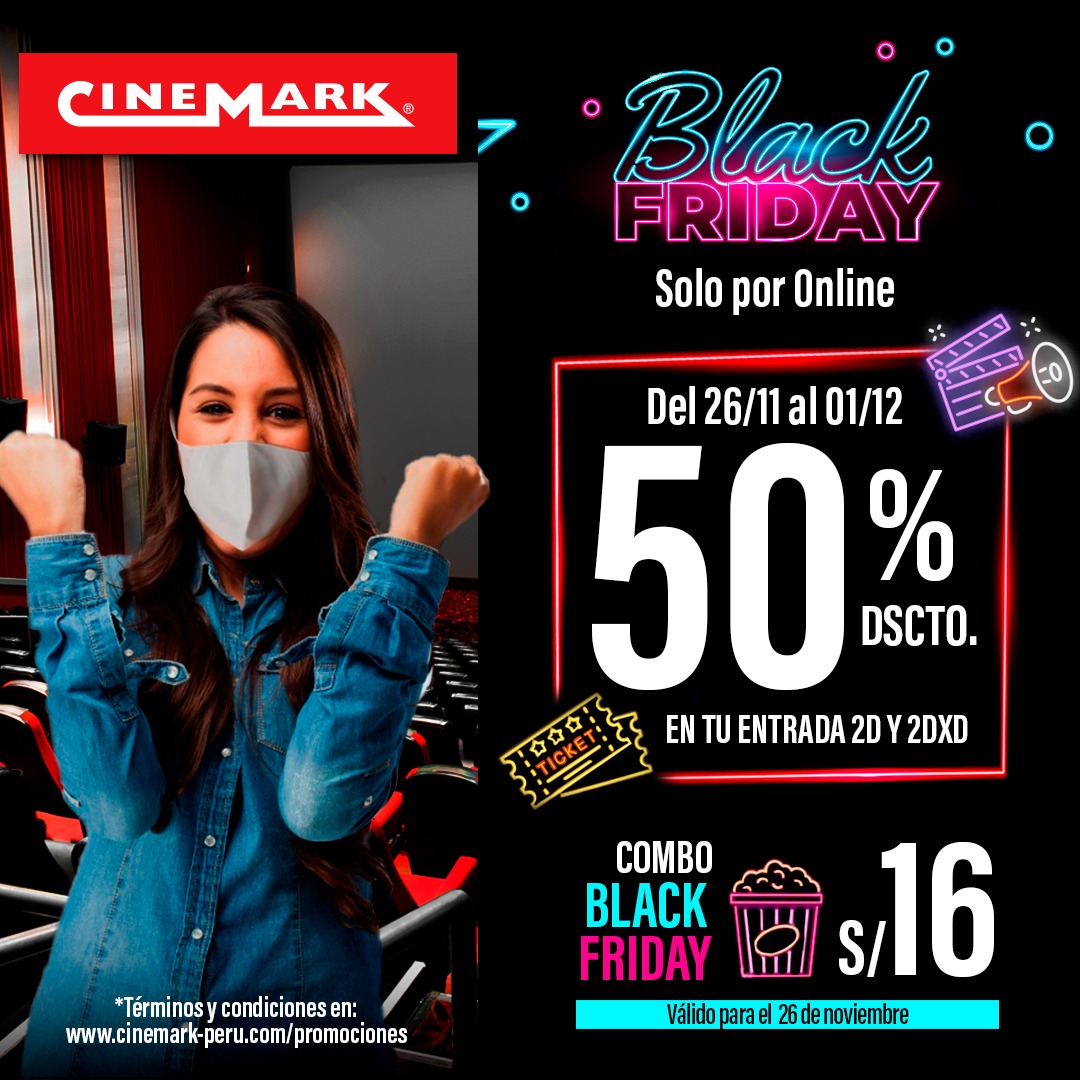 CINEMARK®
Black
FRIDAY
Solo por Online
Del 26/11 al 01/12
50%
DSCTO.
EN TU ENTRADA 2D Y 2DXD
TICKET
COMBO
BLACK
FRIDAY
S/16
Válido para el 26 de noviembre
*Términos y condiciones en:
www.cinemark-peru.com/promociones